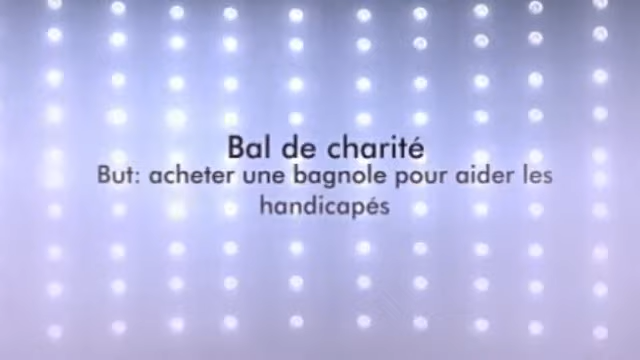 Bal de charité
But: acheter une bagnole pour aider les
handicapés